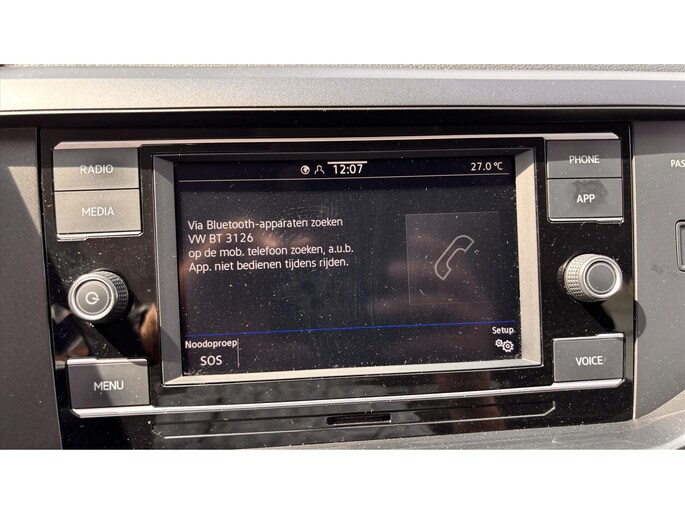 RADIO
MEDIA
MENU
12:07
27.0 °C
Via Bluetooth-apparaten zoeken
VW BT 3126
op de mob. telefoon zoeken, a.u.b.
App. niet bedienen tijdens rijden.
Noodoproep
SOS
Setup
PHONE
APP
VOICE
PAS